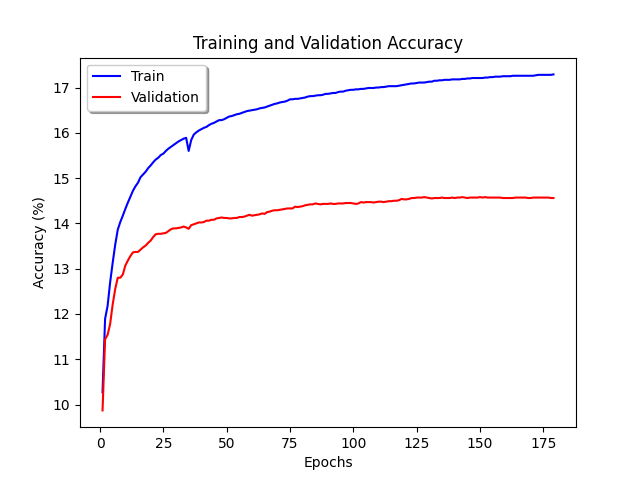 Training and Validation Accuracy
Train
Validation
Accuracy (%)
17
16
15
14
13
12
11
10
0 25 50 75 100 125 150 175
Epochs